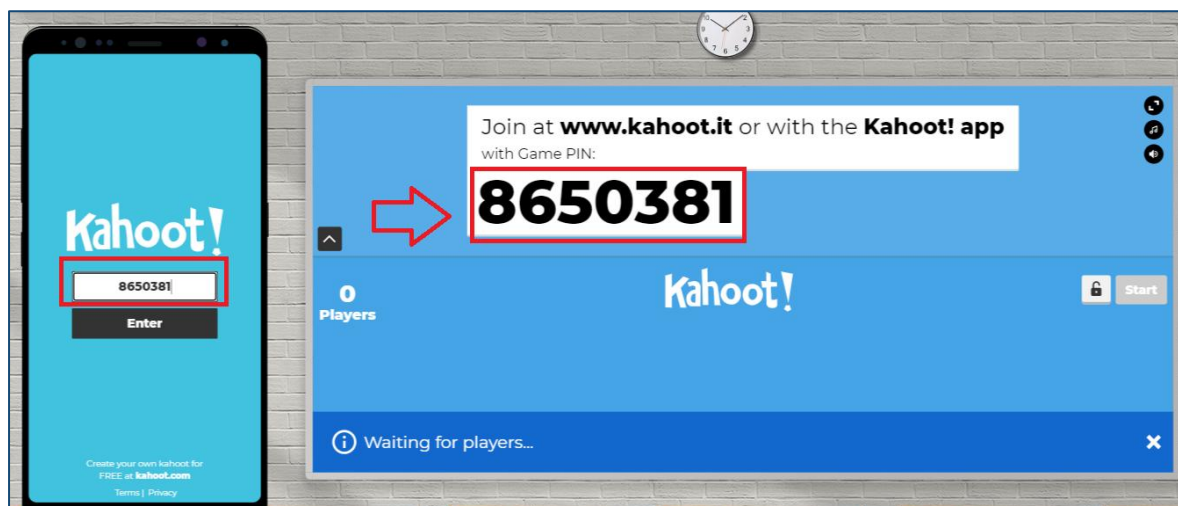 Kahoot!
8650381
Enter
Create your own kahoot for
FREE at kahoot.com
Terms | Privacy
Join at www.kahoot.it or with the Kahoot! app
with Game PIN:
8650381
0
Players
Kahoot!
Start
Waiting for players...